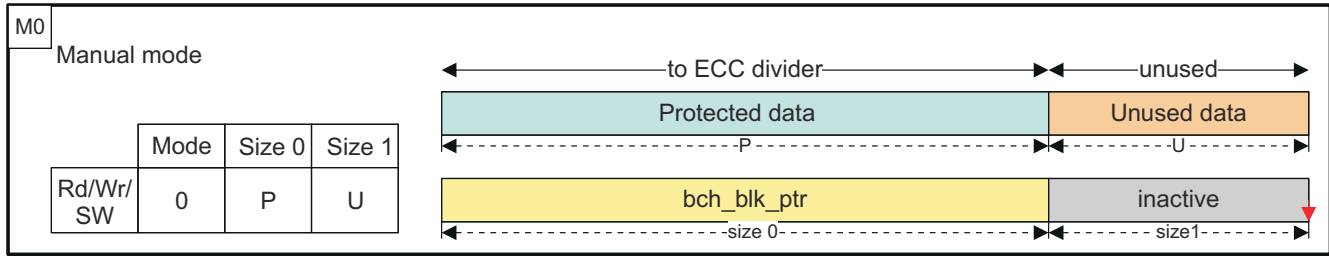 M0
Manual mode
to ECC divider unused
Protected data Unused data
P U
Mode Size 0 Size 1
Rd/Wr/
SW 0 P U
bch_blk_ptr inactive
size 0 size1